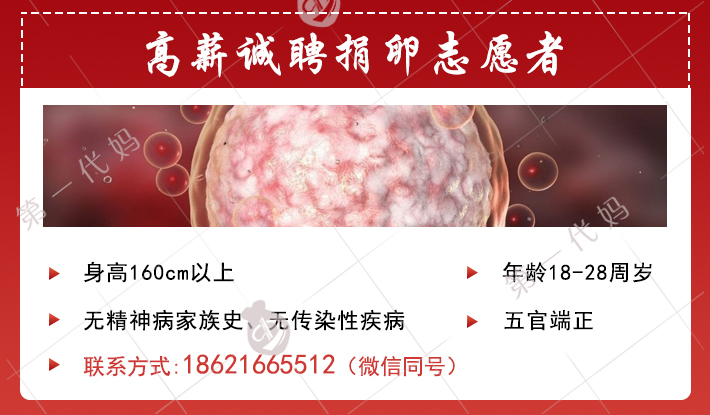 高薪诚聘捐卵志愿者
第一代妈
第一代妈
身高160cm以上
年龄18-28周岁
无精神病家族史、无传染性疾病
五官端正
联系方式:18621665512（微信同号）